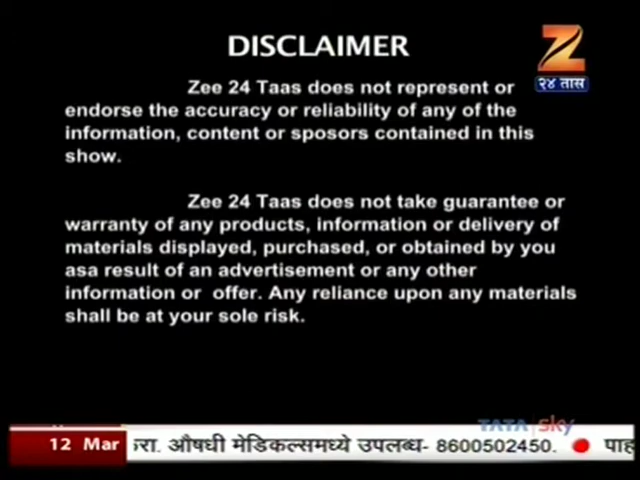 DISCLAIMER
Zee 24 Taas does not represent or
endorse the accuracy or reliability of any of the
information, content or sposors contained in this
show.
Zee 24 Taas does not take guarantee or
warranty of any products, information or delivery of
materials displayed, purchased, or obtained by you
asa result of an advertisement or any other
information or offer. Any reliance upon any materials
shall be at your sole risk.
Z
२४ तास
TATA sky
12 Mar
करा. औषधी मेडिकल्समध्ये उपलब्ध- 8600502450.